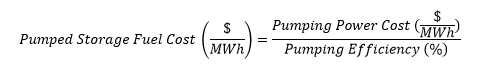 Pumped Storage Fuel Cost ($/MWh) = Pumping Power Cost ($/MWh) / Pumping Efficiency (%)